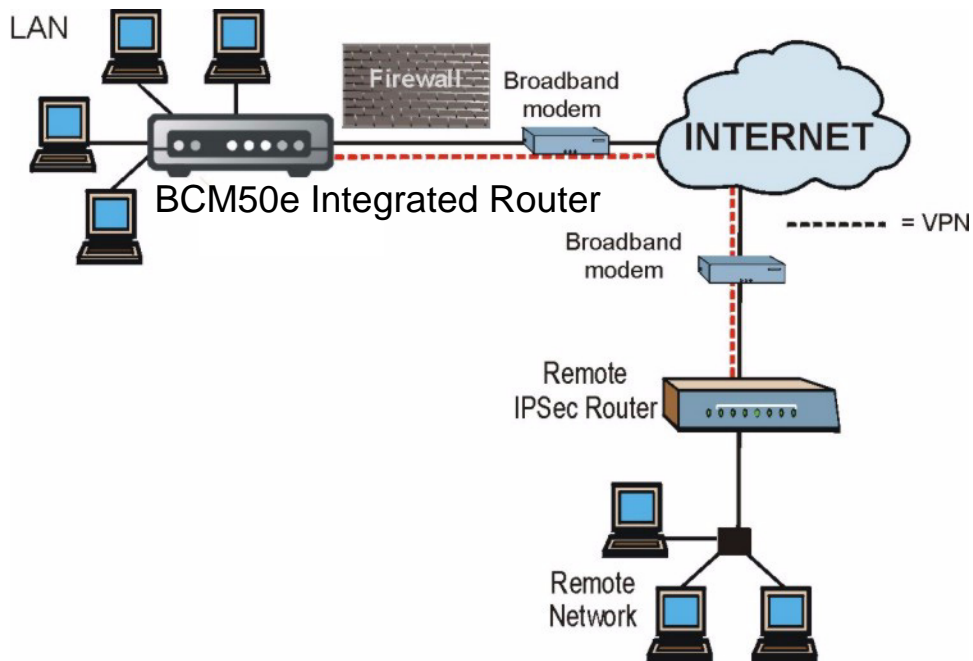 LAN
Firewall
Broadband
modem
INTERNET
BCM50e Integrated Router
= VPN
Broadband
modem
Remote
IPSec Router
Remote
Network